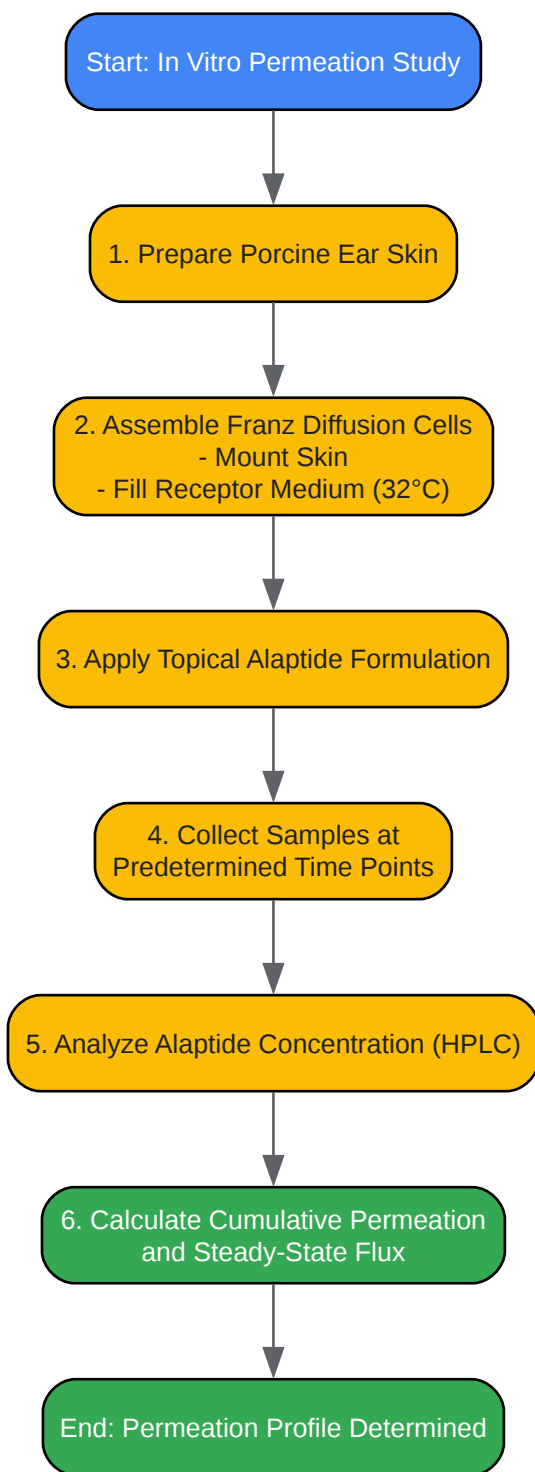 Start: In Vitro Permeation Study
1. Prepare Porcine Ear Skin
2. Assemble Franz Diffusion Cells
- Mount Skin
- Fill Receptor Medium (32°C)
3. Apply Topical Alaptide Formulation
4. Collect Samples at
Predetermined Time Points
5. Analyze Alaptide Concentration (HPLC)
6. Calculate Cumulative Permeation
and Steady-State Flux
End: Permeation Profile Determined